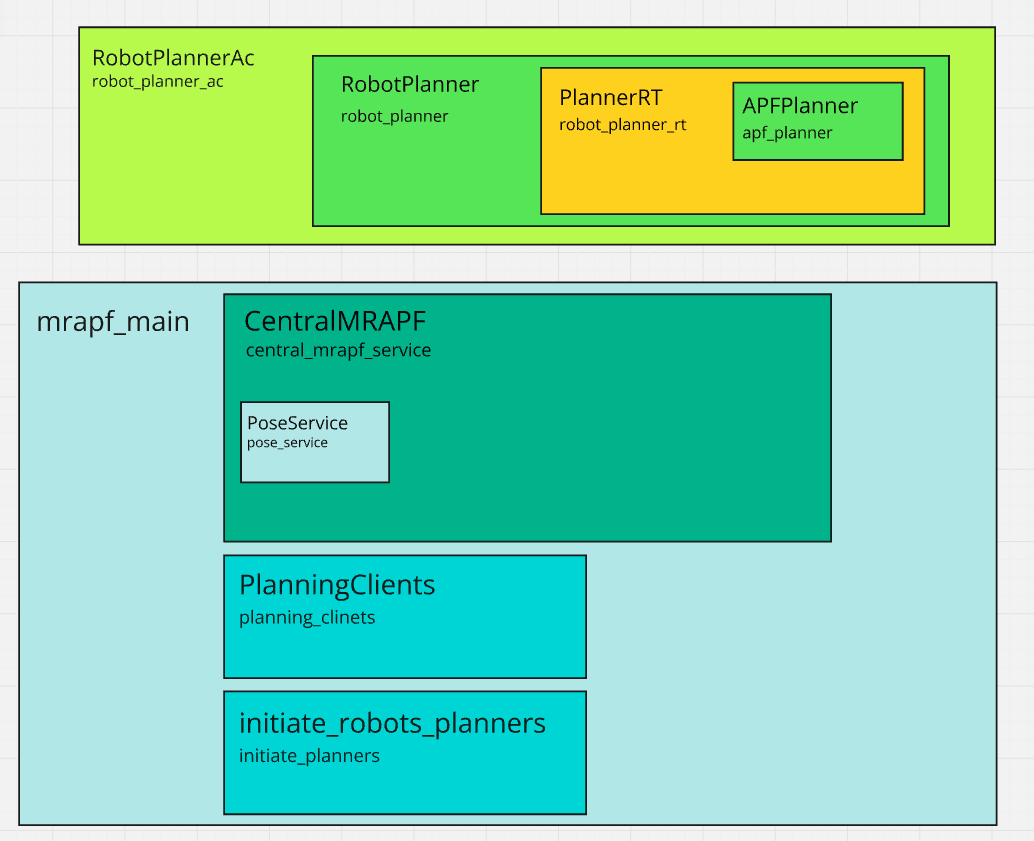 RobotPlannerAc
robot_planner_ac
RobotPlanner
robot_planner
PlannerRT
robot_planner_rt
APFPlanner
apf_planner
mrapf_main
CentralMRAPF
central_mrapf_service
PoseService
pose_service
PlanningClients
planning_clinets
initiate_robots_planners
initiate_planners